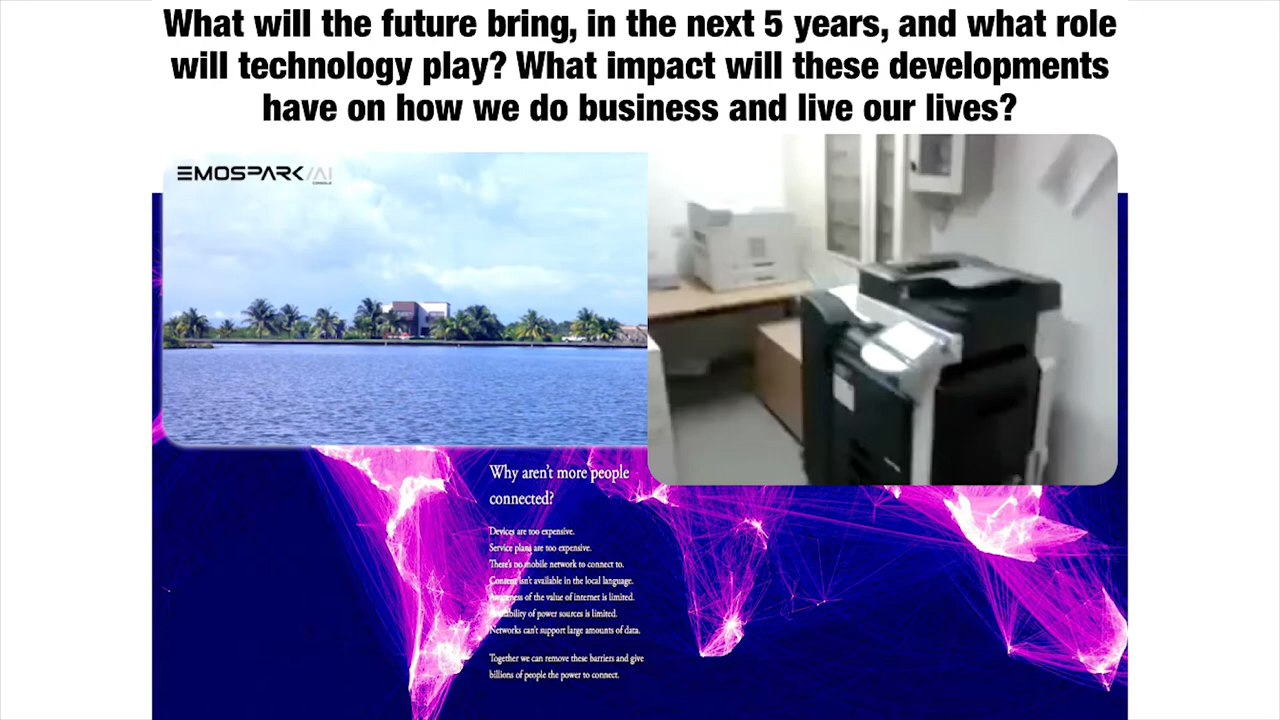 What will the future bring, in the next 5 years, and what role
will technology play? What impact will these developments
have on how we do business and live our lives?
EMOSPARK/AI
CONSOLE
Why aren't more people
connected?
Devices are too expensive.
Service plans are too expensive.
There's no mobile network to connect to.
Content isn't available in the local language.
Awareness of the value of internet is limited.
Availability of power sources is limited.
Networks can't support large amounts of data.
Together we can remove these barriers and give
billions of people the power to connect.